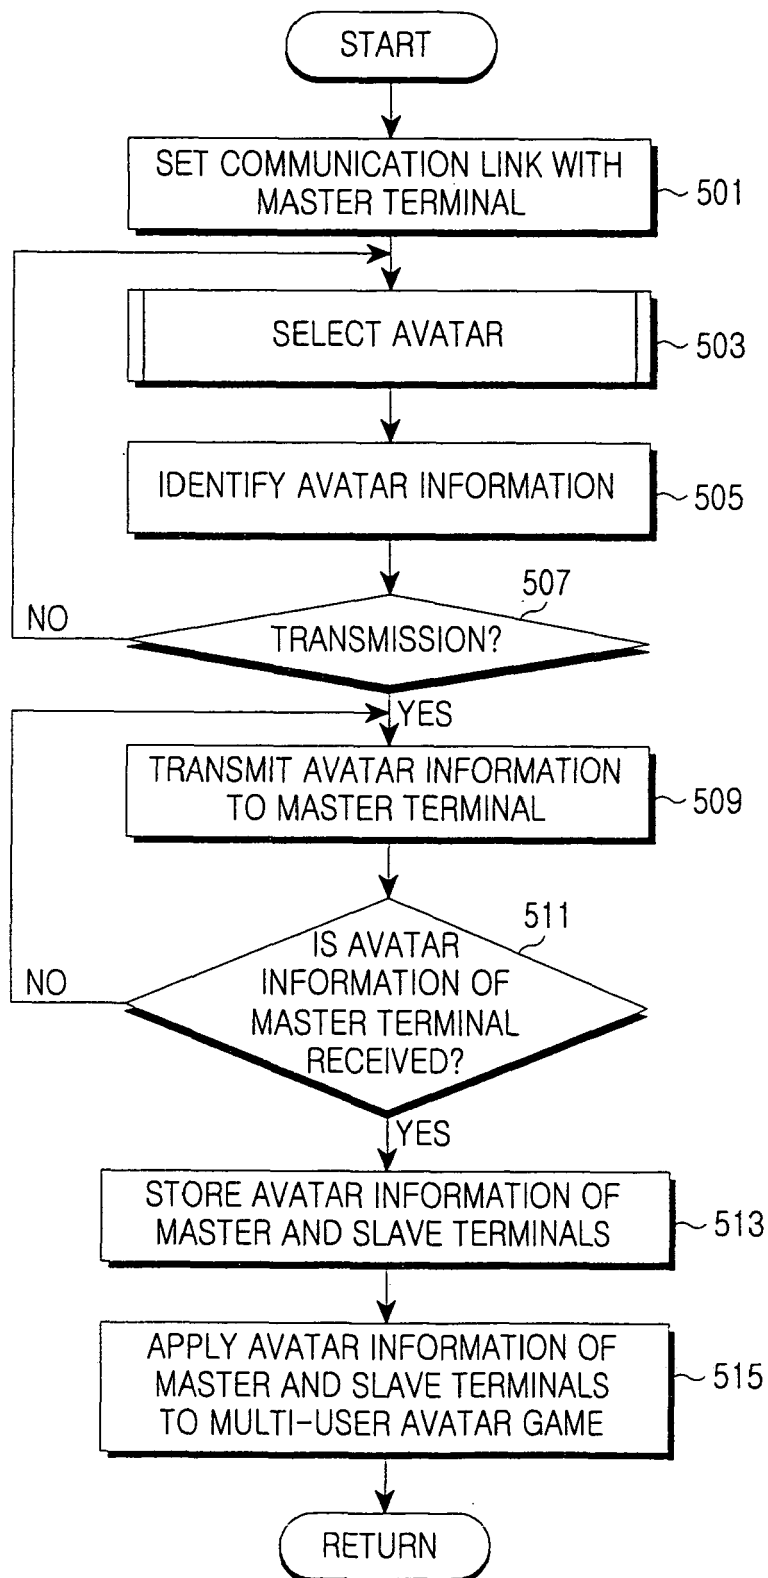 START
SET COMMUNICATION LINK WITH
MASTER TERMINAL
501
SELECT AVATAR
503
IDENTIFY AVATAR INFORMATION
505
507
NO
TRANSMISSION?
YES
TRANSMIT AVATAR INFORMATION
TO MASTER TERMINAL
509
511
IS AVATAR
INFORMATION OF
MASTER TERMINAL
RECEIVED?
NO
YES
STORE AVATAR INFORMATION OF
MASTER AND SLAVE TERMINALS
513
APPLY AVATAR INFORMATION OF
MASTER AND SLAVE TERMINALS
TO MULTI-USER AVATAR GAME
515
RETURN